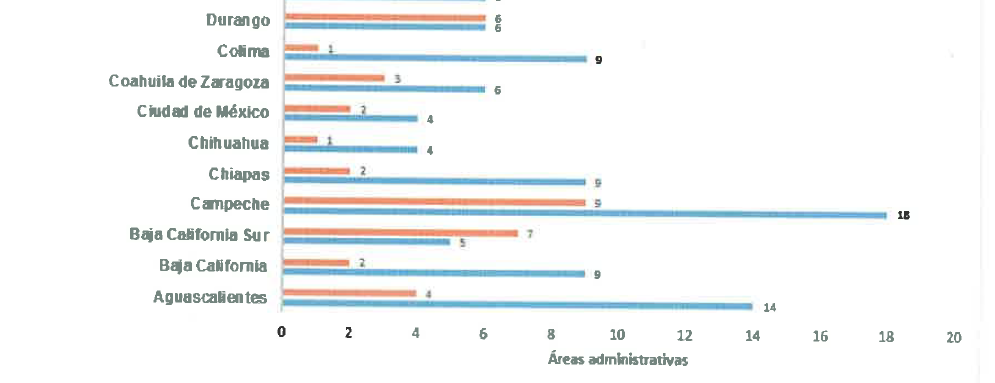 Durango 6
6
Colima 1
9
Coahuila de Zaragoza 3
6
Ciudad de México 2
4
Chihuahua 1
4
Chiapas 2
9
Campeche 9
18
Baja California Sur 7
5
Baja California 2
9
Aguascalientes 4
14
0 2 4 6 8 10 12 14 16 18 20
Áreas administrativas